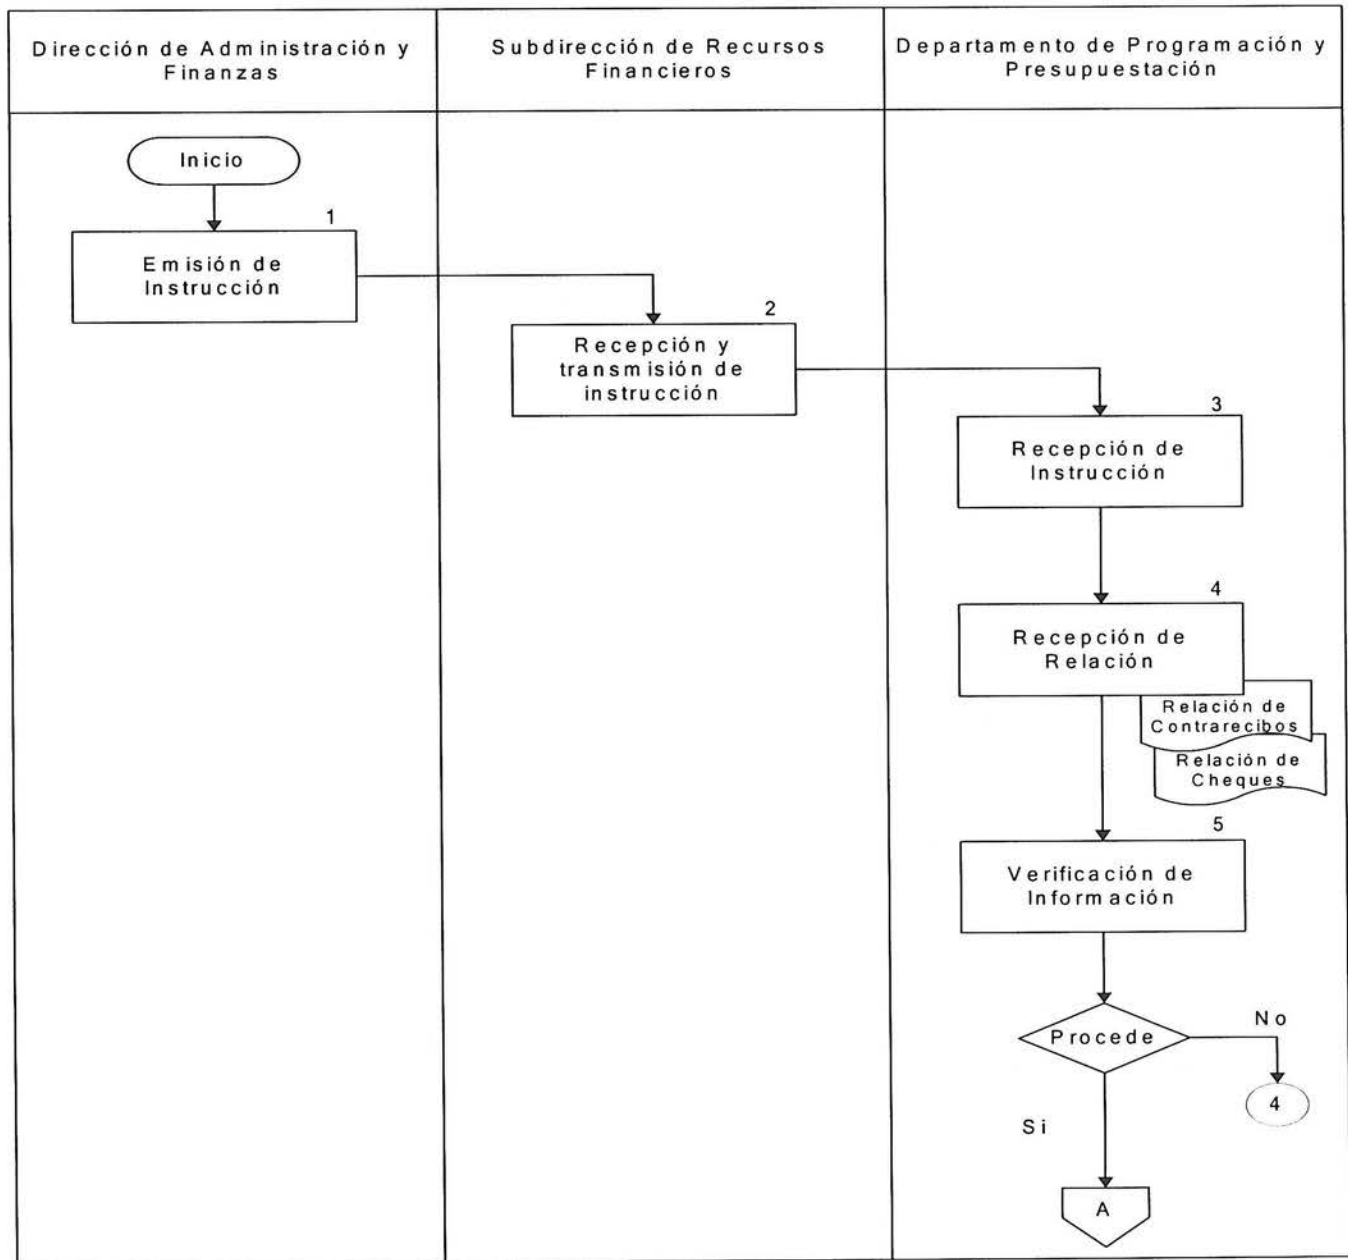 Dirección de Administración y
Finanzas
Subdirección de Recursos
Financieros
Departamento de Programación y
Presupuestación
Inicio
1
Emisión de
Instrucción
2
Recepción y
transmisión de
instrucción
3
Recepción de
Instrucción
4
Recepción de
Relación
Relación de
Contrarecibos
Relación de
Cheques
5
Verificación de
Información
Procede
No
4
Si
A